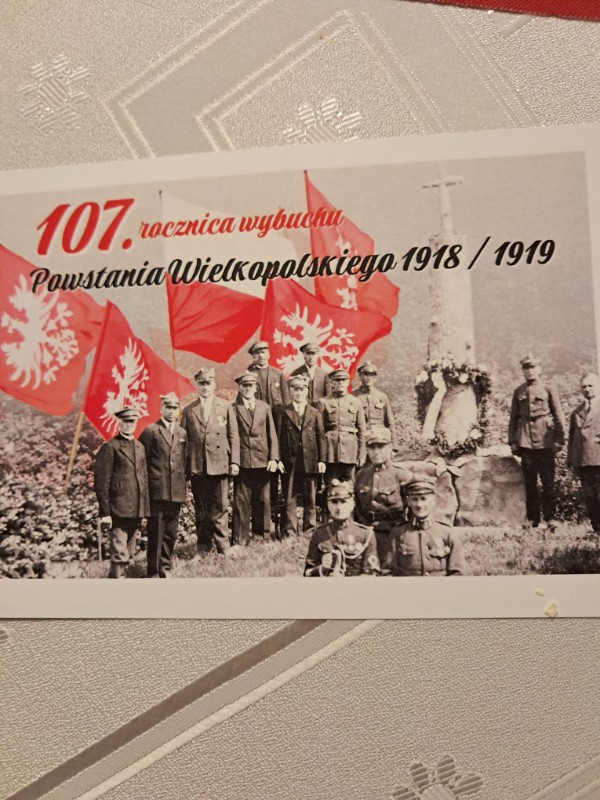 107. rocznica wybuchu
Powstania Wielkopolskiego 1918 / 1919